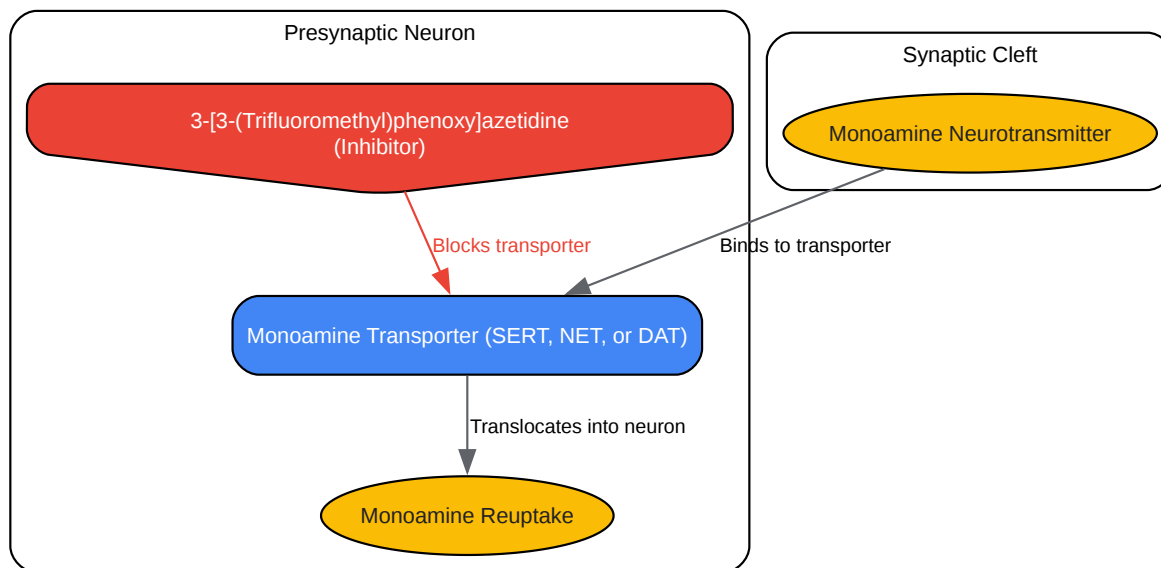 Presynaptic Neuron
Synaptic Cleft
3-[3-(Trifluoromethyl)phenoxy]azetidine
(Inhibitor)
Monoamine Neurotransmitter
Blocks transporter
Binds to transporter
Monoamine Transporter (SERT, NET, or DAT)
Translocates into neuron
Monoamine Reuptake